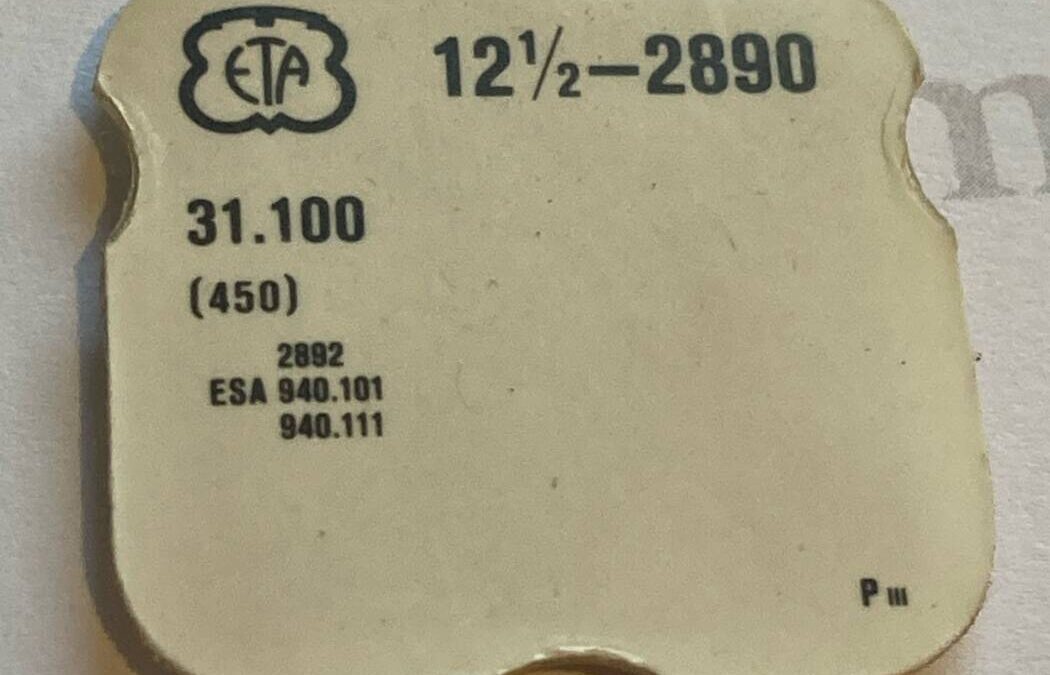 ETA 12½–2890
31.100
(450)
2892
ESA 940.101
940.111
P III
m